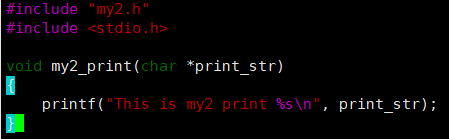 #include "my2.h"
#include <stdio.h>

void my2_print(char *print_str)
{
    printf("This is my2 print %s\n", print_str);
}